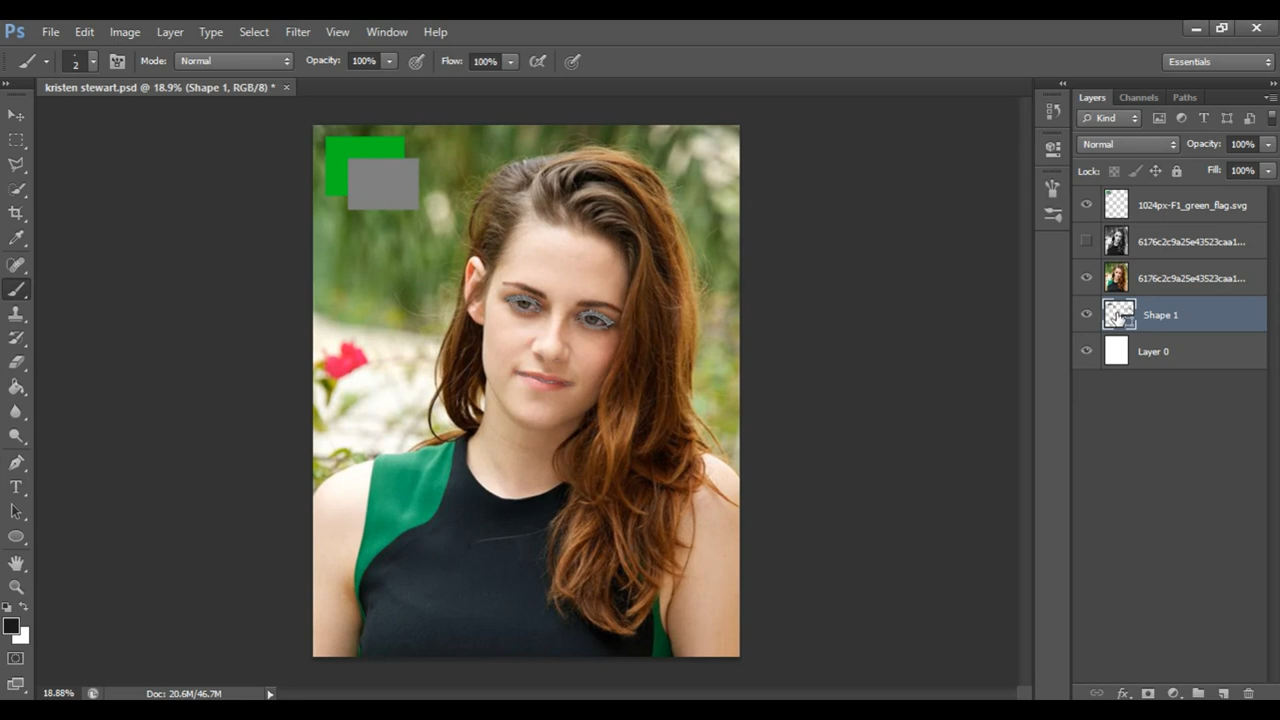 Ps File Edit Image Layer Type Select Filter View Window Help
2 Mode: Normal Opacity: 100% Flow: 100% Essentials
kristen stewart.psd @ 18.9% (Shape 1, RGB/8) * ×
Layers Channels Paths
Kind
Normal Opacity: 100%
Lock: Fill: 100%
1024px-F1_green_flag.svg
6176c2c9a25e43523caa1...
6176c2c9a25e43523caa1...
Shape 1
Layer 0
18.88% Doc: 20.6M/46.7M